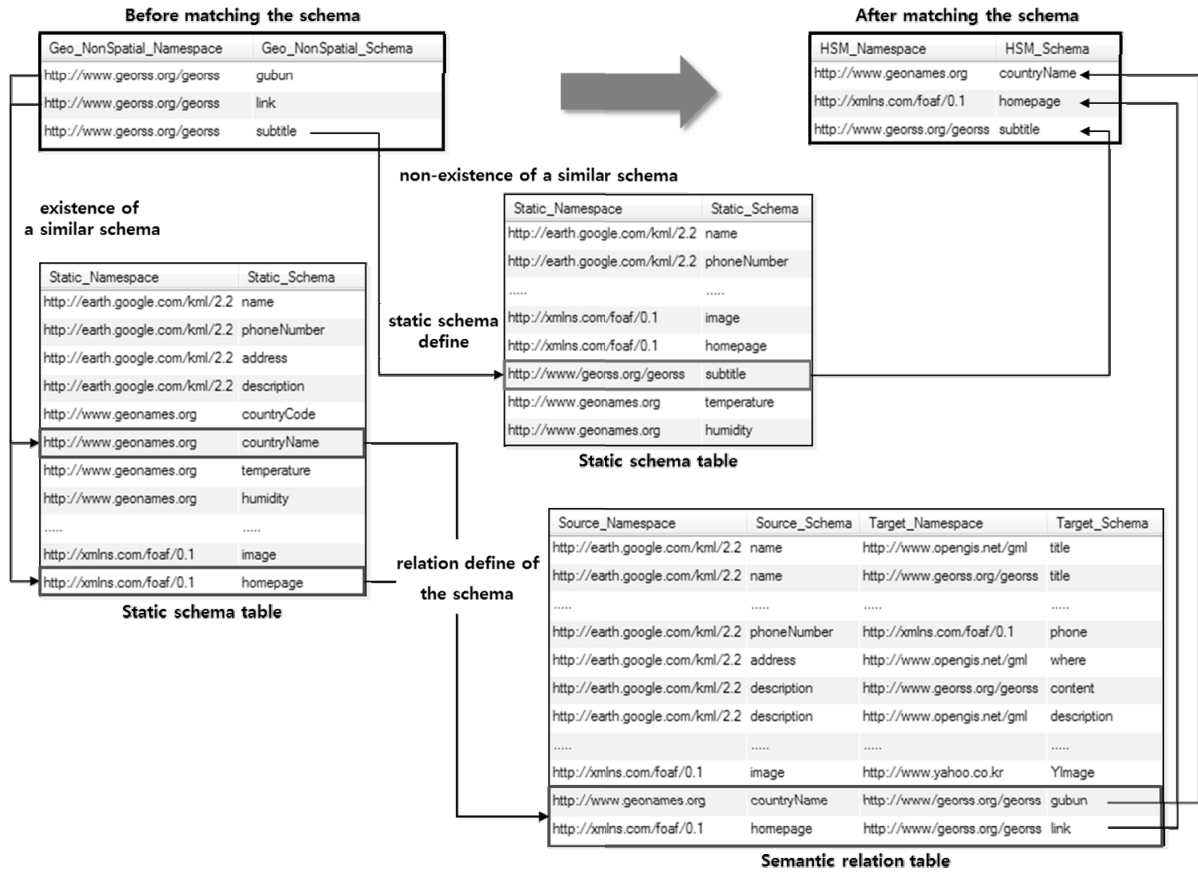 Before matching the schema
Geo_NonSpatial_Namespace Geo_NonSpatial_Schema
http://www.georss.org/georss gubun
http://www.georss.org/georss link
http://www.georss.org/georss subtitle
After matching the schema
HSM_Namespace HSM_Schema
http://www.geonames.org countryName
http://xmlns.com/foaf/0.1 homepage
http://www.georss.org/georss subtitle
existence of
a similar schema
non-existence of a similar schema
Static_Namespace Static_Schema
http://earth.google.com/kml/2.2 name
http://earth.google.com/kml/2.2 phoneNumber
http://earth.google.com/kml/2.2 address
http://earth.google.com/kml/2.2 description
http://www.geonames.org countryCode
http://www.geonames.org countryName
http://www.geonames.org temperature
http://www.geonames.org humidity
..... .....
http://xmlns.com/foaf/0.1 image
http://xmlns.com/foaf/0.1 homepage
Static schema table
static schema
define
Static_Namespace Static_Schema
http://earth.google.com/kml/2.2 name
http://earth.google.com/kml/2.2 phoneNumber
..... .....
http://xmlns.com/foaf/0.1 image
http://xmlns.com/foaf/0.1 homepage
http://www/georss.org/georss subtitle
http://www.geonames.org temperature
http://www.geonames.org humidity
Static schema table
relation define of
the schema
Source_Namespace Source_Schema Target_Namespace Target_Schema
http://earth.google.com/kml/2.2 name http://www.opengis.net/gml title
http://earth.google.com/kml/2.2 name http://www.georss.org/georss title
..... ..... ..... .....
http://earth.google.com/kml/2.2 phoneNumber http://xmlns.com/foaf/0.1 phone
http://earth.google.com/kml/2.2 address http://www.opengis.net/gml where
http://earth.google.com/kml/2.2 description http://www.georss.org/georss content
http://earth.google.com/kml/2.2 description http://www.opengis.net/gml description
..... ..... ..... .....
http://xmlns.com/foaf/0.1 image http://www.yahoo.co.kr YImage
http://www.geonames.org countryName http://www/georss.org/georss gubun
http://xmlns.com/foaf/0.1 homepage http://www/georss.org/georss link
Semantic relation table